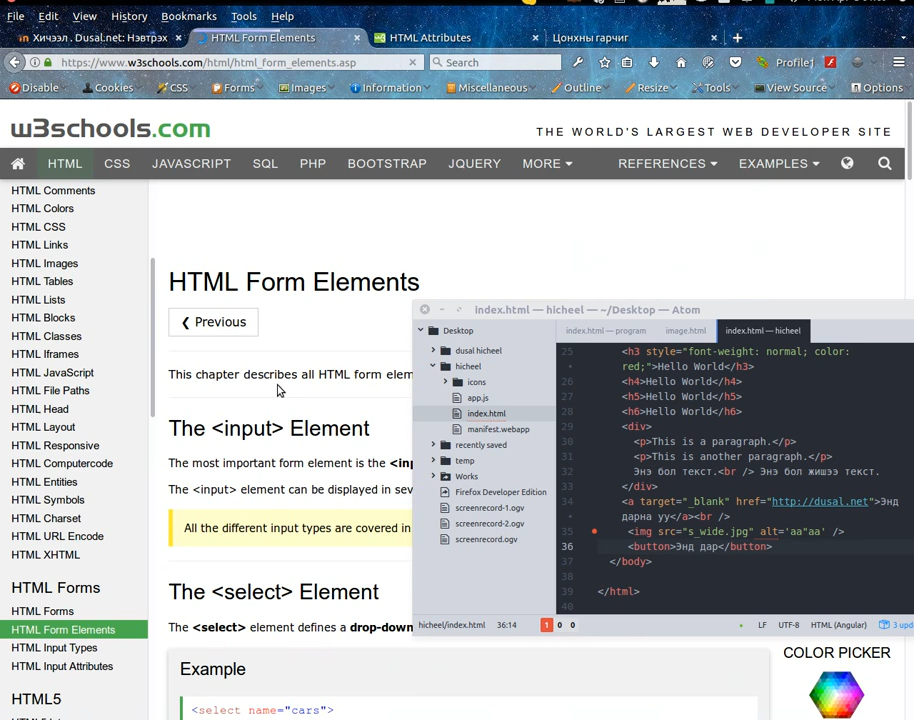 File Edit View History Bookmarks Tools Help
Хичээл . Dusal.net: Нэвтрэх
HTML Form Elements
HTML Attributes
Цонхны гарчиг
https://www.w3schools.com/html/html_form_elements.asp
Search
Profilej
Disable Cookies CSS Forms Images Information Miscellaneous Outline Resize Tools View Source Options
w3schools.com
THE WORLD'S LARGEST WEB DEVELOPER SITE
HTML CSS JAVASCRIPT SQL PHP BOOTSTRAP JQUERY MORE REFERENCES EXAMPLES
HTML Comments
HTML Colors
HTML CSS
HTML Links
HTML Images
HTML Tables
HTML Lists
HTML Blocks
HTML Classes
HTML Iframes
HTML JavaScript
HTML File Paths
HTML Head
HTML Layout
HTML Responsive
HTML Computercode
HTML Entities
HTML Symbols
HTML Charset
HTML URL Encode
HTML XHTML
HTML Forms
HTML Forms
HTML Form Elements
HTML Input Types
HTML Input Attributes
HTML5
HTML Form Elements
❮ Previous
This chapter describes all HTML form elem
The <input> Element
The most important form element is the <inp
The <input> element can be displayed in sev
All the different input types are covered in
The <select> Element
The <select> element defines a drop-down
Example
<select name="cars">
index.html — hicheel — ~/Desktop — Atom
Desktop
dusal hicheel
hicheel
icons
app.js
index.html
manifest.webapp
recently saved
temp
Works
Firefox Developer Edition
screenrecord-1.ogv
screenrecord-2.ogv
screenrecord.ogv
index.html — program
image.html
index.html — hicheel
25 <h3 style="font-weight: normal; color:
red;">Hello World</h3>
26 <h4>Hello World</h4>
27 <h5>Hello World</h5>
28 <h6>Hello World</h6>
29 <div>
30 <p>This is a paragraph.</p>
31 <p>This is another paragraph.</p>
32 Энэ бол текст.<br /> Энэ бол жишээ текст.
33 </div>
34 <a target="_blank" href="http://dusal.net">Энд
дарна уу</a><br />
35 <img src="s_wide.jpg" alt='aa"aa' />
36 <button>Энд дар</button>
37 </body>
38
39 </html>
40
hicheel/index.html 36:14 1 0 0 LF UTF-8 HTML (Angular) 3 upd
COLOR PICKER